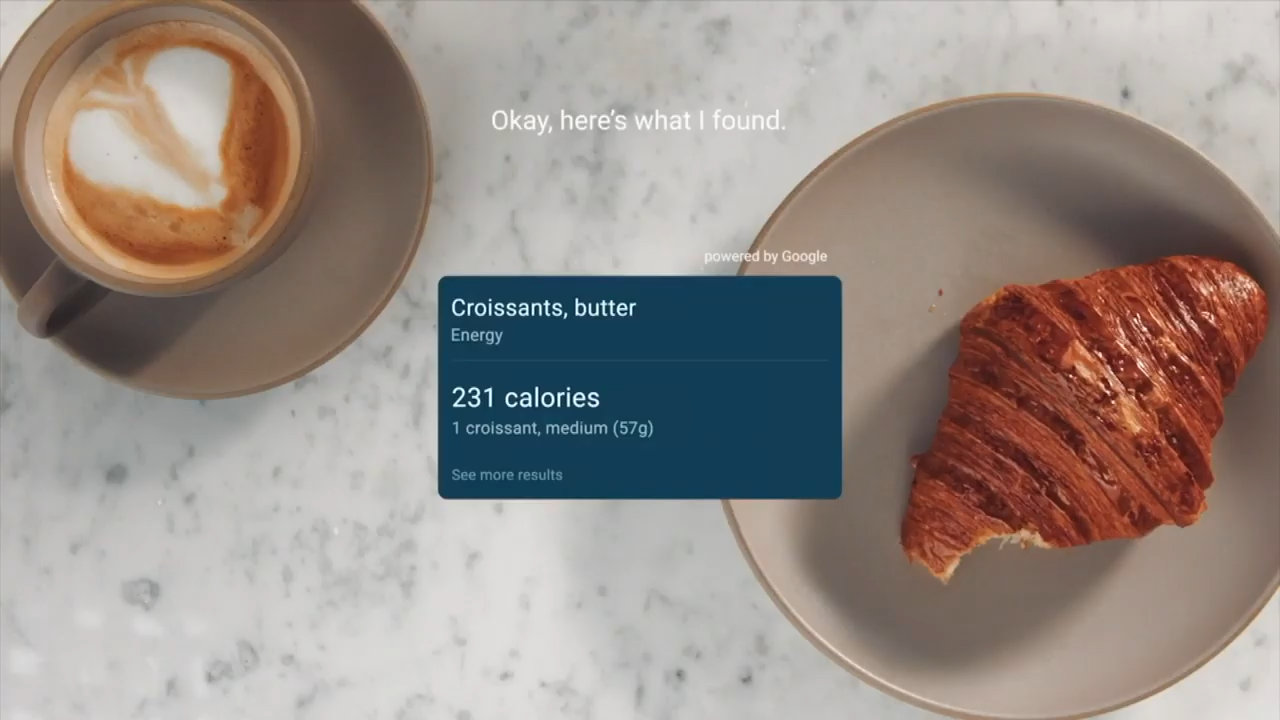 Okay, here's what I found.
powered by Google
Croissants, butter
Energy
231 calories
1 croissant, medium (57g)
See more results